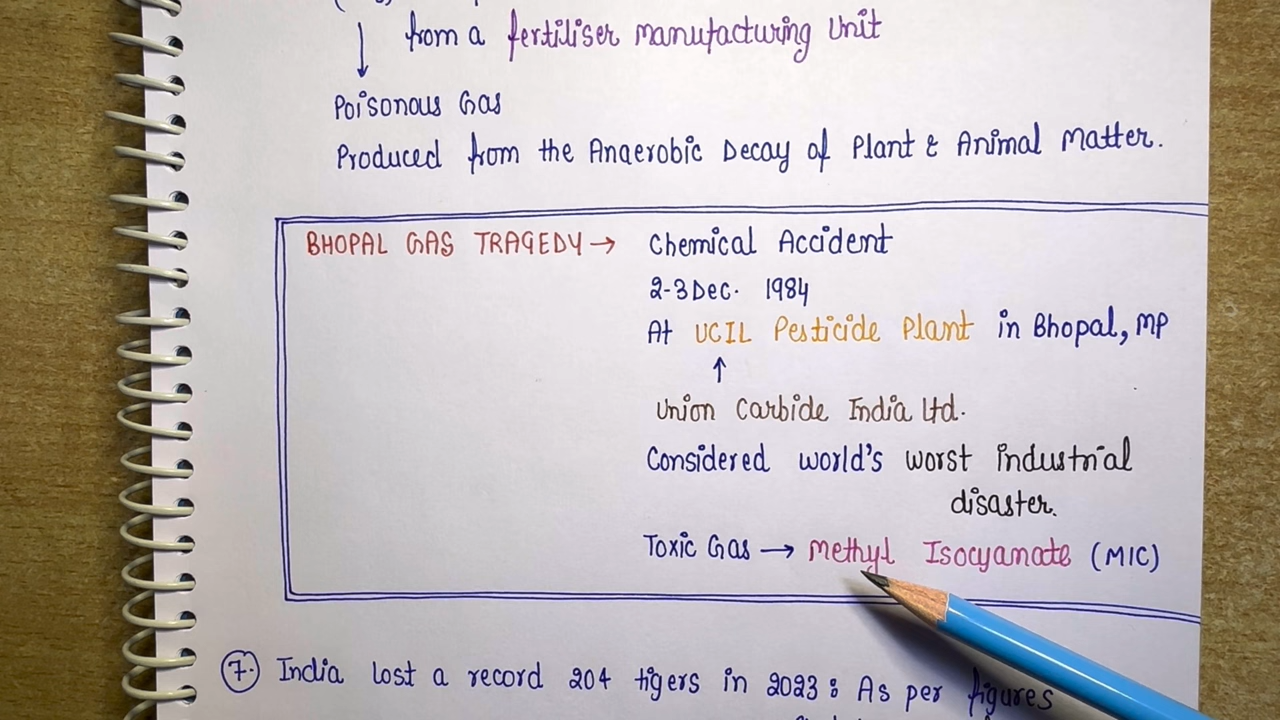 from a fertiliser manufacturing Unit
Poisonous Gas
Produced from the Anaerobic Decay of Plant & Animal Matter.
BHOPAL GAS TRAGEDY → Chemical Accident
2-3 Dec. 1984
At UCIL Pesticide Plant in Bhopal, MP
↑
Union Carbide India Ltd.
Considered world's worst industrial
disaster.
Toxic Gas → Methyl Isocyanate (MIC)
7. India lost a record 204 tigers in 2023 : As per figures